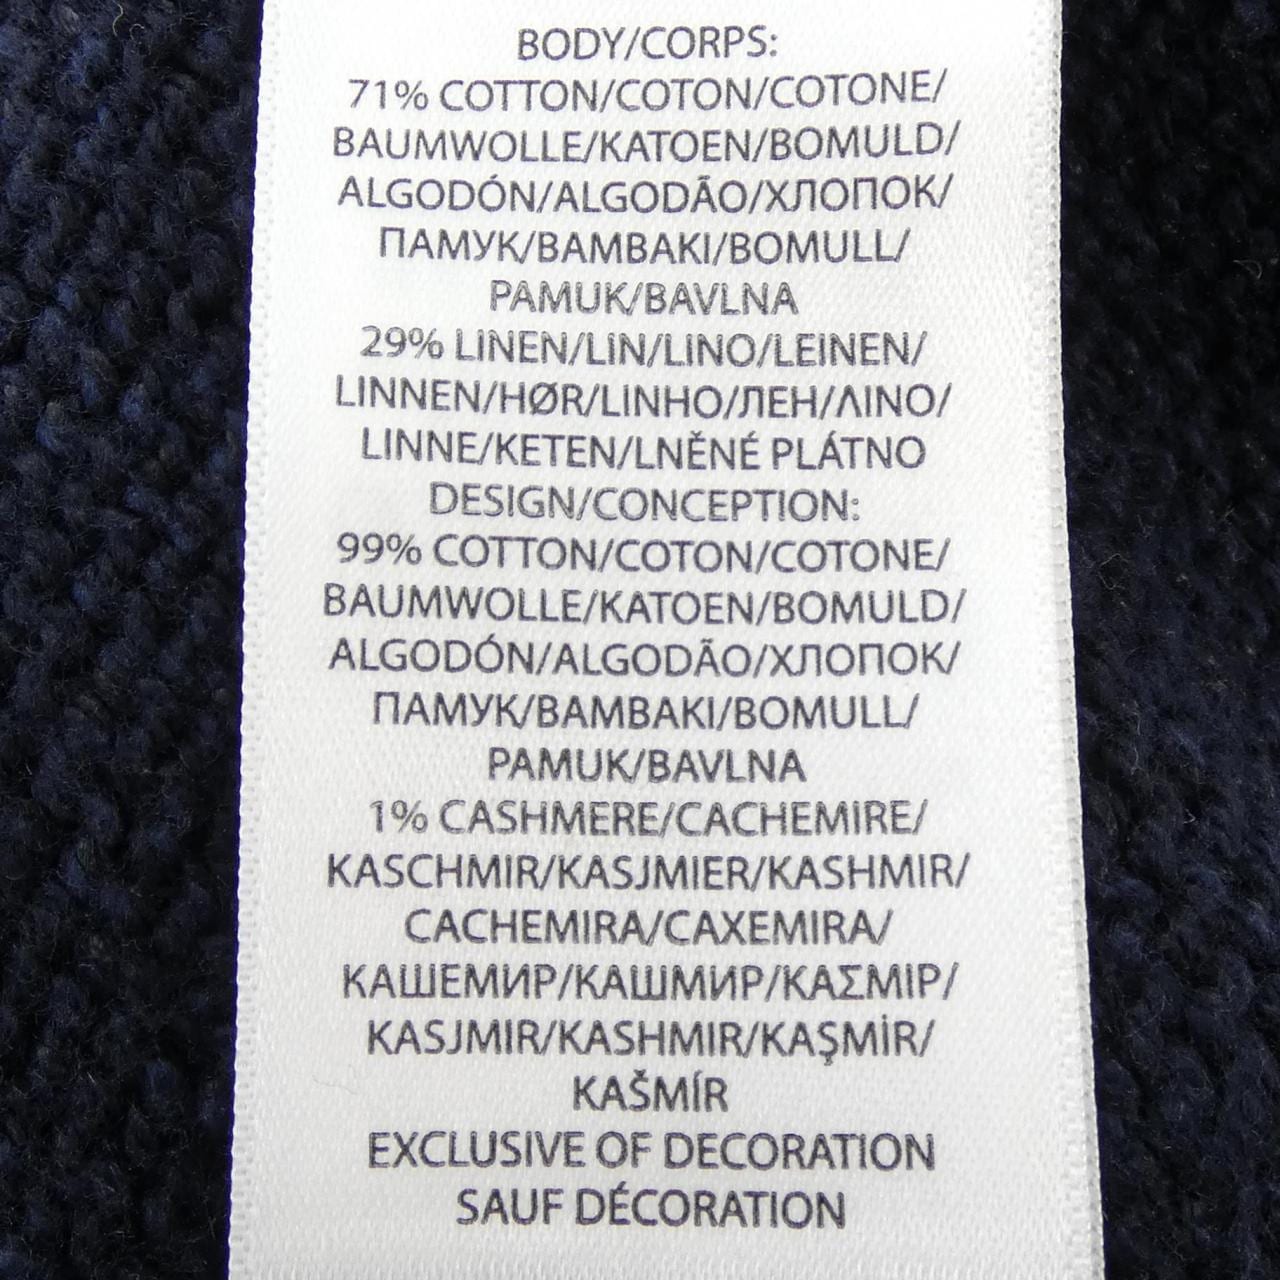 BODY/CORPS:
71% COTTON/COTON/COTONE/
BAUMWOLLE/KATOEN/BOMULD/
ALGODÓN/ALGODÃO/ХЛОПОК/
ПАМУК/BAMBAKI/BOMULL/
PAMUK/BAVLNA
29% LINEN/LIN/LINO/LEINEN/
LINNEN/HØR/LINHO/ЛЕН/ΛΙΝΟ/
LINNE/KETEN/LNĚNÉ PLÁTNO
DESIGN/CONCEPTION:
99% COTTON/COTON/COTONE/
BAUMWOLLE/KATOEN/BOMULD/
ALGODÓN/ALGODÃO/ХЛОПОК/
ПАМУК/BAMBAKI/BOMULL/
PAMUK/BAVLNA
1% CASHMERE/CACHEMIRE/
KASCHMIR/KASJMIER/KASHMIR/
CACHEMIRA/CAXEMIRA/
КАШЕМИР/КАШМИР/ΚΑΣΜΙΡ/
KASJMIR/KASHMIR/KAŞMİR/
KAŠMÍR
EXCLUSIVE OF DECORATION
SAUF DÉCORATION